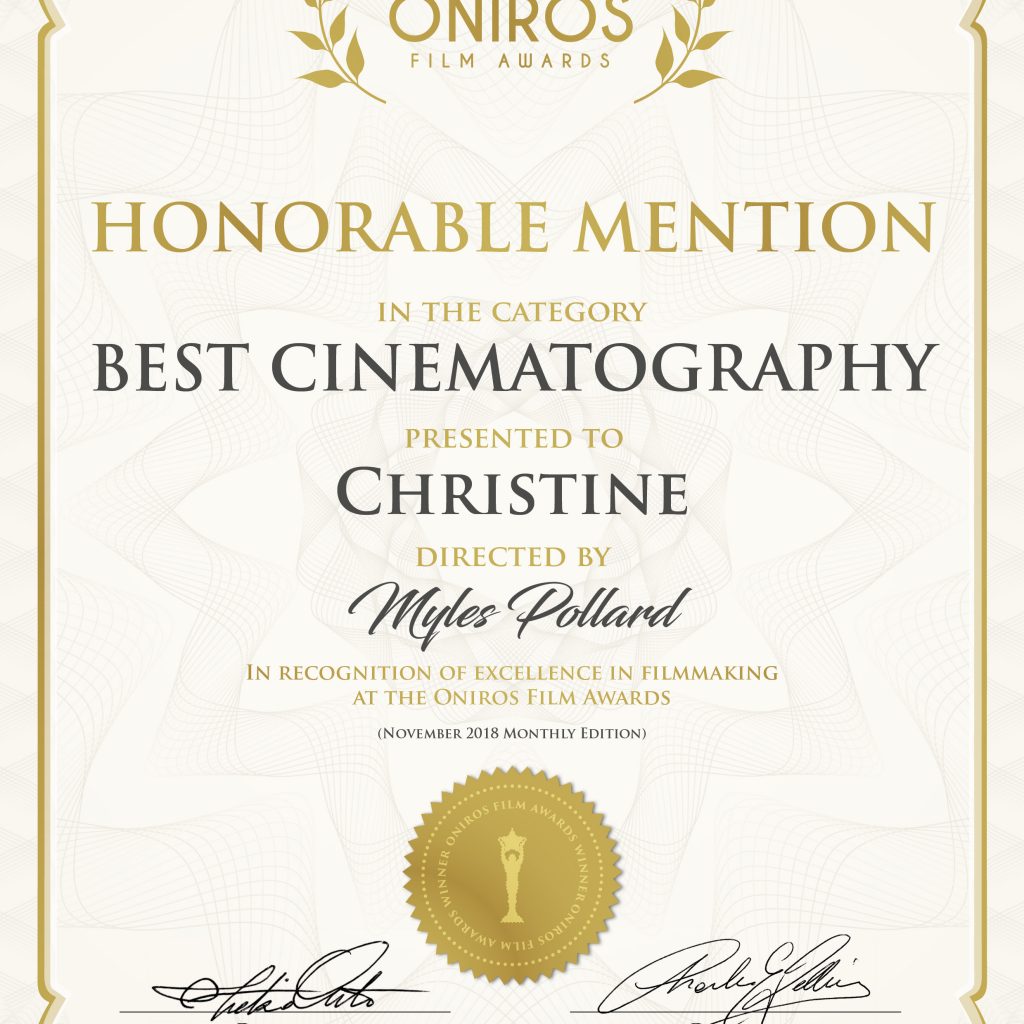 ONIROS
FILM AWARDS
HONORABLE MENTION
IN THE CATEGORY
BEST CINEMATOGRAPHY
PRESENTED TO
CHRISTINE
DIRECTED BY
Myles Pollard
IN RECOGNITION OF EXCELLENCE IN FILMMAKING
AT THE ONIROS FILM AWARDS
(NOVEMBER 2018 MONTHLY EDITION)
ONIROS FILM AWARDS WINNER ONIROS FILM AWARDS WINNER